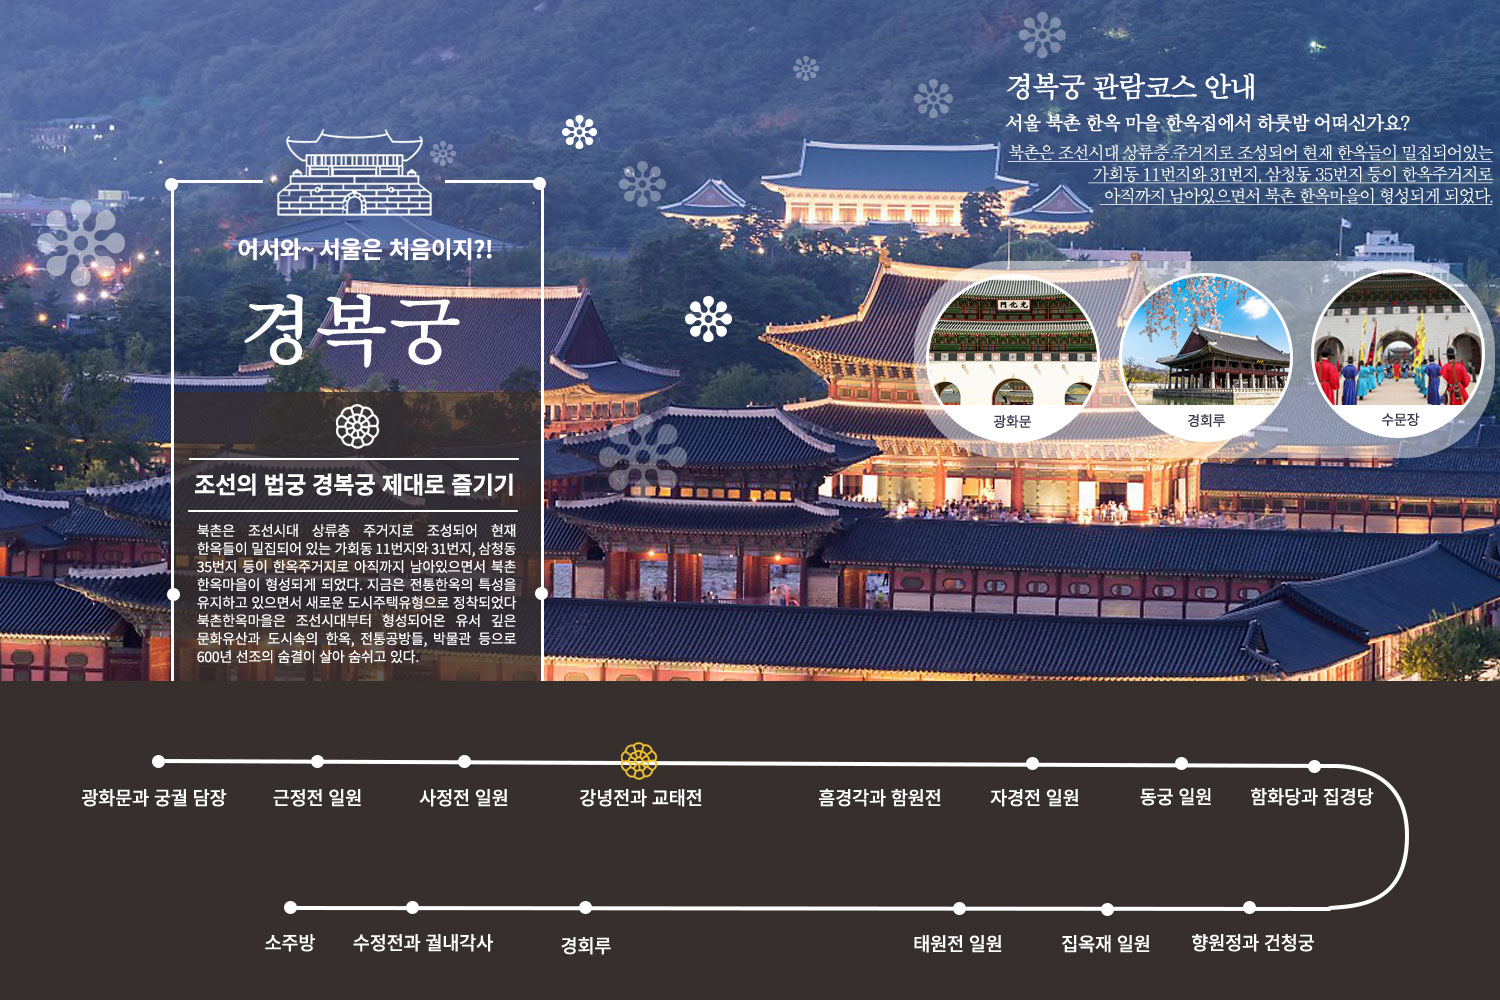 어서와~ 서울은 처음이지?!
경복궁
조선의 법궁 경복궁 제대로 즐기기
북촌은 조선시대 상류층 주거지로 조성되어 현재
한옥들이 밀집되어 있는 가회동 11번지와 31번지, 삼청동
35번지 등이 한옥주거지로 아직까지 남아있으면서 북촌
한옥마을이 형성되게 되었다. 지금은 전통한옥의 특성을
유지하고 있으면서 새로운 도시주택유형으로 정착되었다
북촌한옥마을은 조선시대부터 형성되어온 유서 깊은
문화유산과 도시속의 한옥, 전통공방들, 박물관 등으로
600년 선조의 숨결이 살아 숨쉬고 있다.
경복궁 관람코스 안내
서울 북촌 한옥 마을 한옥집에서 하룻밤 어떠신가요?
북촌은 조선시대 상류층 주거지로 조성되어 현재 한옥들이 밀집되어있는
가회동 11번지와 31번지, 삼청동 35번지 등이 한옥주거지로
아직까지 남아있으면서 북촌 한옥마을이 형성되게 되었다.
門化光
광화문
경회루
수문장
광화문과 궁궐 담장
근정전 일원
사정전 일원
강녕전과 교태전
흠경각과 함원전
자경전 일원
동궁 일원
함화당과 집경당
소주방
수정전과 궐내각사
경회루
태원전 일원
집옥재 일원
향원정과 건청궁